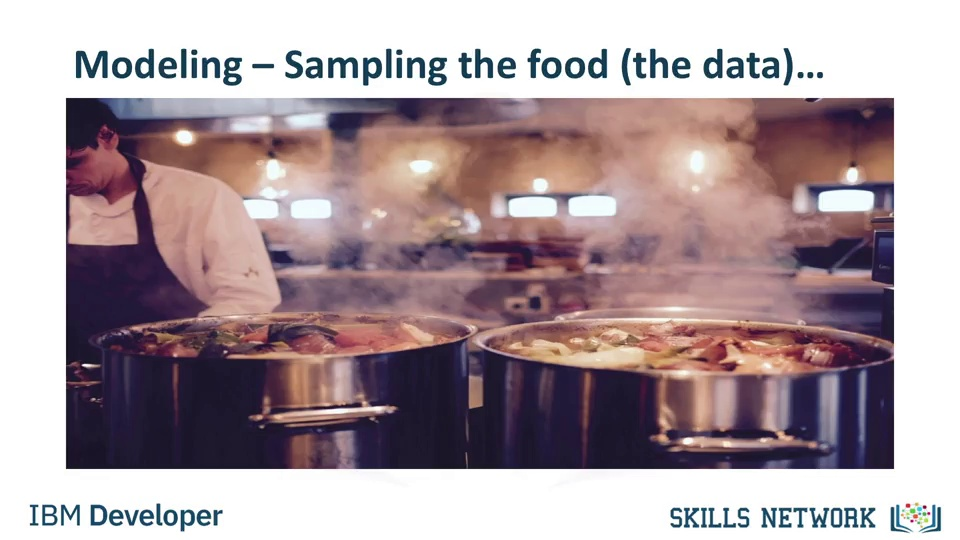 Modeling – Sampling the food (the data)…
IBM Developer
SKILLS NETWORK